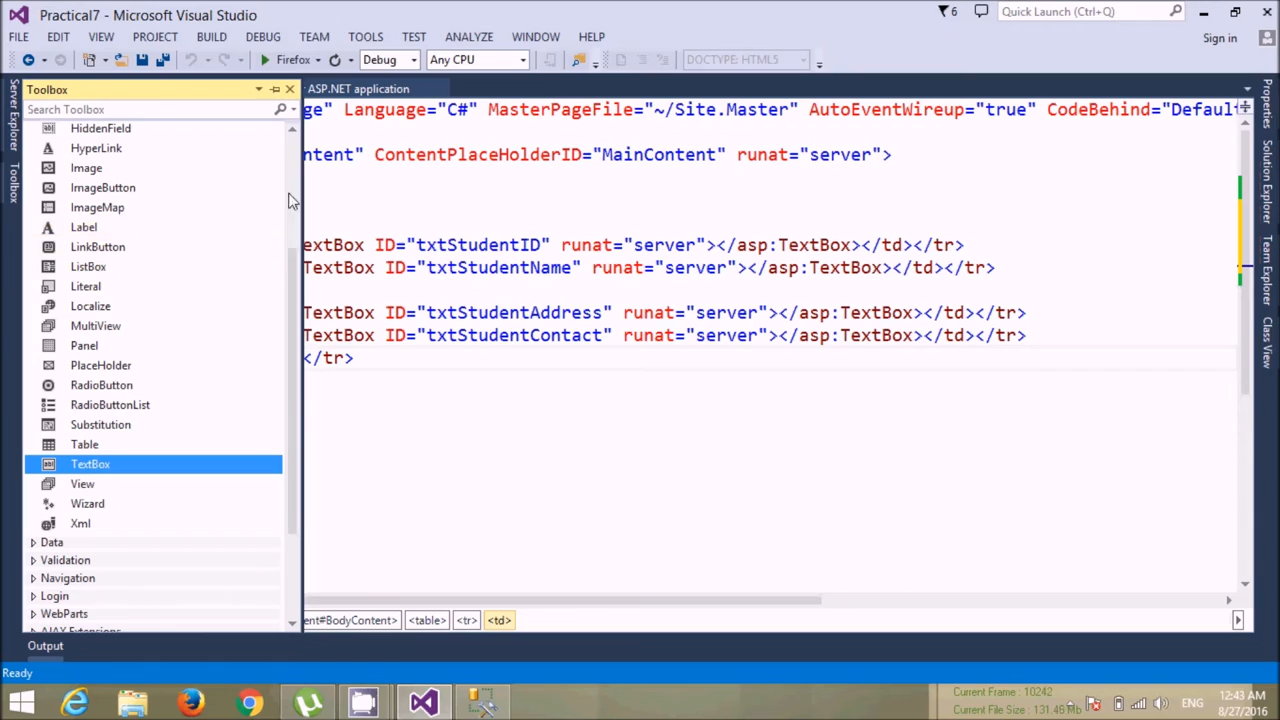 Practical7 - Microsoft Visual Studio
6
Quick Launch (Ctrl+Q)
FILE EDIT VIEW PROJECT BUILD DEBUG TEAM TOOLS TEST ANALYZE WINDOW HELP
Sign in
Firefox Debug Any CPU DOCTYPE: HTML5
Toolbox
ASP.NET application
Search Toolbox
Server Explorer
Toolbox
HiddenField
HyperLink
Image
ImageButton
ImageMap
Label
LinkButton
ListBox
Literal
Localize
MultiView
Panel
PlaceHolder
RadioButton
RadioButtonList
Substitution
Table
TextBox
View
Wizard
Xml
Data
Validation
Navigation
Login
WebParts
AJAX Extensions
ge" Language="C#" MasterPageFile="~/Site.Master" AutoEventWireup="true" CodeBehind="Default
ntent" ContentPlaceHolderID="MainContent" runat="server">
extBox ID="txtStudentID" runat="server"></asp:TextBox></td></tr>
TextBox ID="txtStudentName" runat="server"></asp:TextBox></td></tr>
TextBox ID="txtStudentAddress" runat="server"></asp:TextBox></td></tr>
TextBox ID="txtStudentContact" runat="server"></asp:TextBox></td></tr>
</tr>
Properties
Solution Explorer
Team Explorer
Class View
ent#BodyContent> <table> <tr> <td>
Output
Ready
Current Frame : 10242
Current File Size : 131.46 Mb
ENG
12:43 AM
8/27/2016